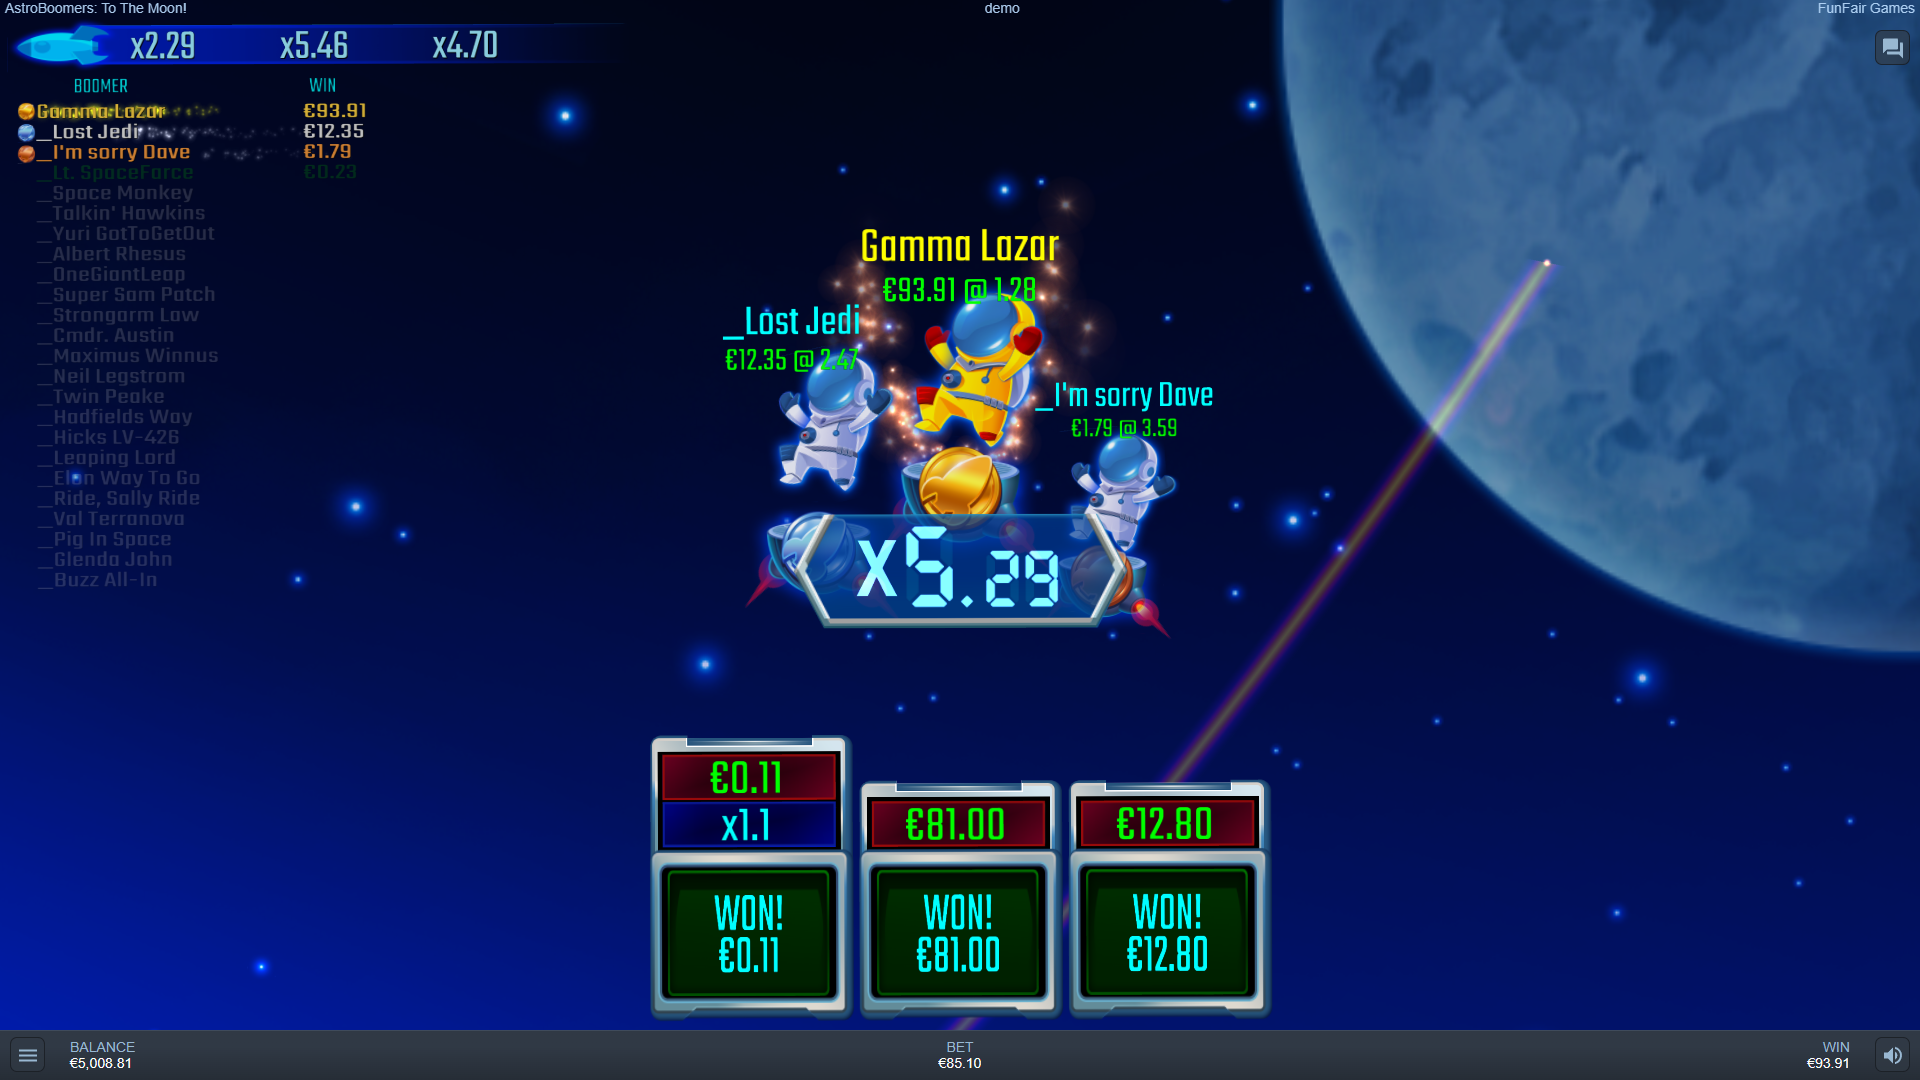 AstroBoomers: To The Moon!
demo
FunFair Games
x2.29 x5.46 x4.70
BOOMER WIN
Gamma Lazar €93.91
_Lost Jedi €12.35
_I'm sorry Dave €1.79
_Lt. SpaceFarce €0.23
_Space Monkey
_Talkin' Hawkins
_Yuri GotToGetOut
_Albert Rhesus
_OneGiantLeap
_Super Sam Patch
_Strongarm Law
_Cmdr. Austin
_Maximus Winnus
_Neil Legstrom
_Twin Peake
_Hadfields Way
_Hicks LV-426
_Leaping Lord
_Elon Way To Go
_Ride, Sally Ride
_Val Terranova
_Pig In Space
_Glenda John
_Buzz All-In
Gamma Lazar
€93.91 @ 1.28
_Lost Jedi
€12.35 @ 2.47
_I'm sorry Dave
€1.79 @ 3.59
x5.29
€0.11
x1.1
WON!
€0.11
€81.00
WON!
€81.00
€12.80
WON!
€12.80
BALANCE
€5,008.81
BET
€85.10
WIN
€93.91